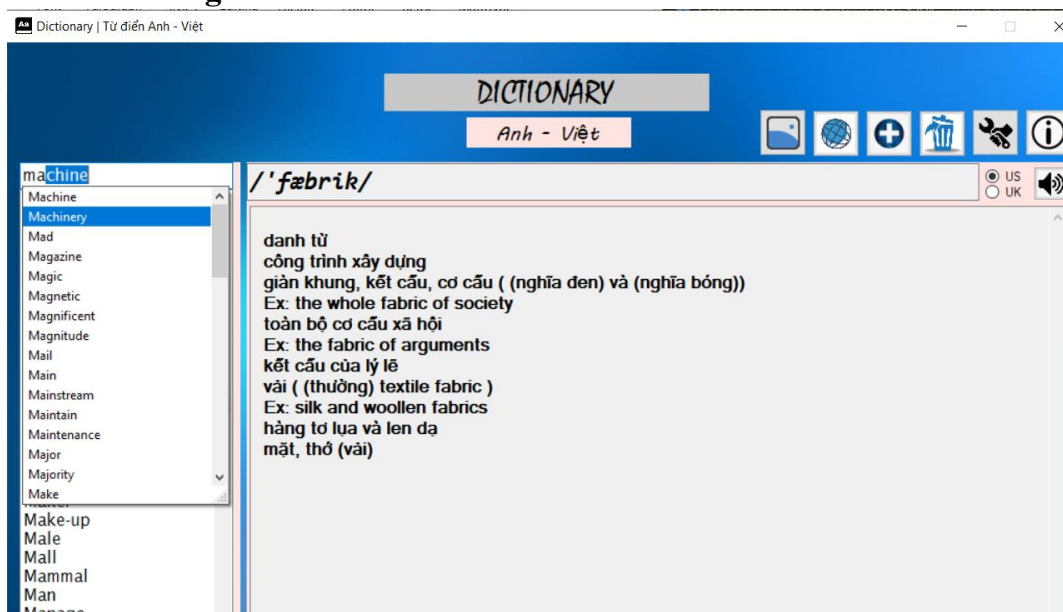 Dictionary | Từ điển Anh - Việt
DICTIONARY
Anh - Việt
machine
/'fæbrik/
US
UK
Machine
Machinery
Mad
Magazine
Magic
Magnetic
Magnificent
Magnitude
Mail
Main
Mainstream
Maintain
Maintenance
Major
Majority
Make
Make-up
Male
Mall
Mammal
Man
danh từ
công trình xây dựng
giàn khung, kết cấu, cơ cấu ( (nghĩa đen) và (nghĩa bóng))
Ex: the whole fabric of society
toàn bộ cơ cấu xã hội
Ex: the fabric of arguments
kết cấu của lý lẽ
vải ( (thường) textile fabric )
Ex: silk and woollen fabrics
hàng tơ lụa và len dạ
mặt, thớ (vải)